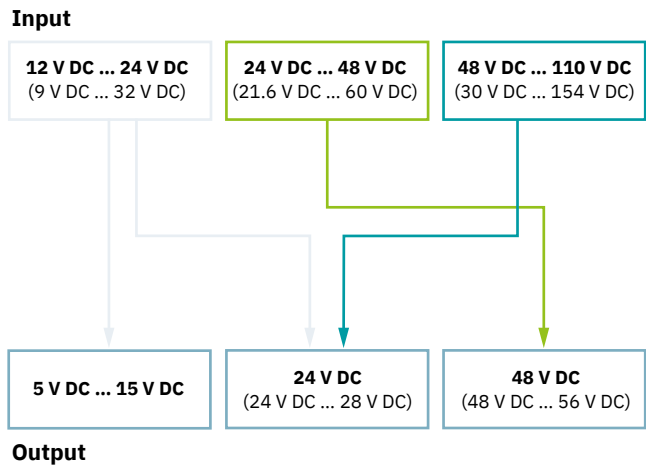 Input
12 V DC ... 24 V DC
(9 V DC ... 32 V DC)
24 V DC ... 48 V DC
(21.6 V DC ... 60 V DC)
48 V DC ... 110 V DC
(30 V DC ... 154 V DC)
5 V DC ... 15 V DC
24 V DC
(24 V DC ... 28 V DC)
48 V DC
(48 V DC ... 56 V DC)
Output